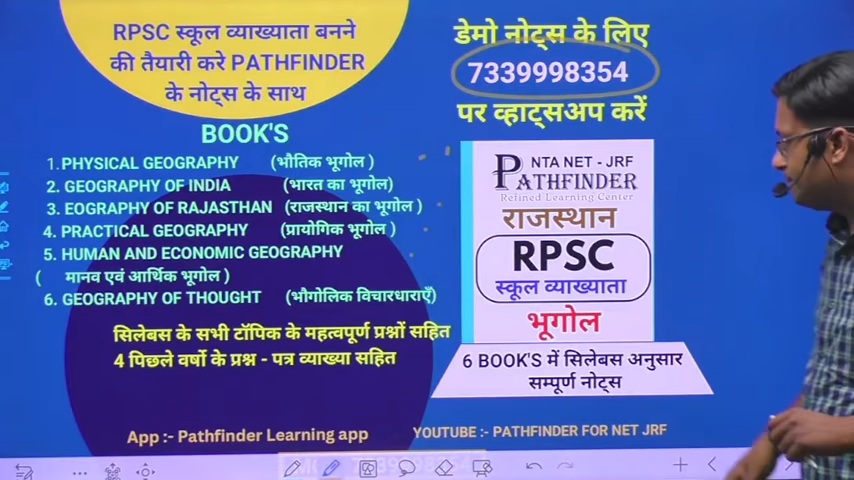 RPSC स्कूल व्याख्याता बनने
की तैयारी करे PATHFINDER
के नोट्स के साथ
डेमो नोट्स के लिए
7339998354
पर व्हाट्सअप करें
BOOK'S
1. PHYSICAL GEOGRAPHY (भौतिक भूगोल )
2. GEOGRAPHY OF INDIA (भारत का भूगोल)
3. EOGRAPHY OF RAJASTHAN (राजस्थान का भूगोल )
4. PRACTICAL GEOGRAPHY (प्रायोगिक भूगोल )
5. HUMAN AND ECONOMIC GEOGRAPHY
( मानव एवं आर्थिक भूगोल )
6. GEOGRAPHY OF THOUGHT (भौगोलिक विचारधाराएँ)
सिलेबस के सभी टॉपिक के महत्वपूर्ण प्रश्नों सहित
4 पिछले वर्षो के प्रश्न - पत्र व्याख्या सहित
NTA NET - JRF
PATHFINDER
Refined Learning Center
राजस्थान
RPSC
स्कूल व्याख्याता
भूगोल
6 BOOK'S में सिलेबस अनुसार
सम्पूर्ण नोट्स
App :- Pathfinder Learning app
YOUTUBE :- PATHFINDER FOR NET JRF